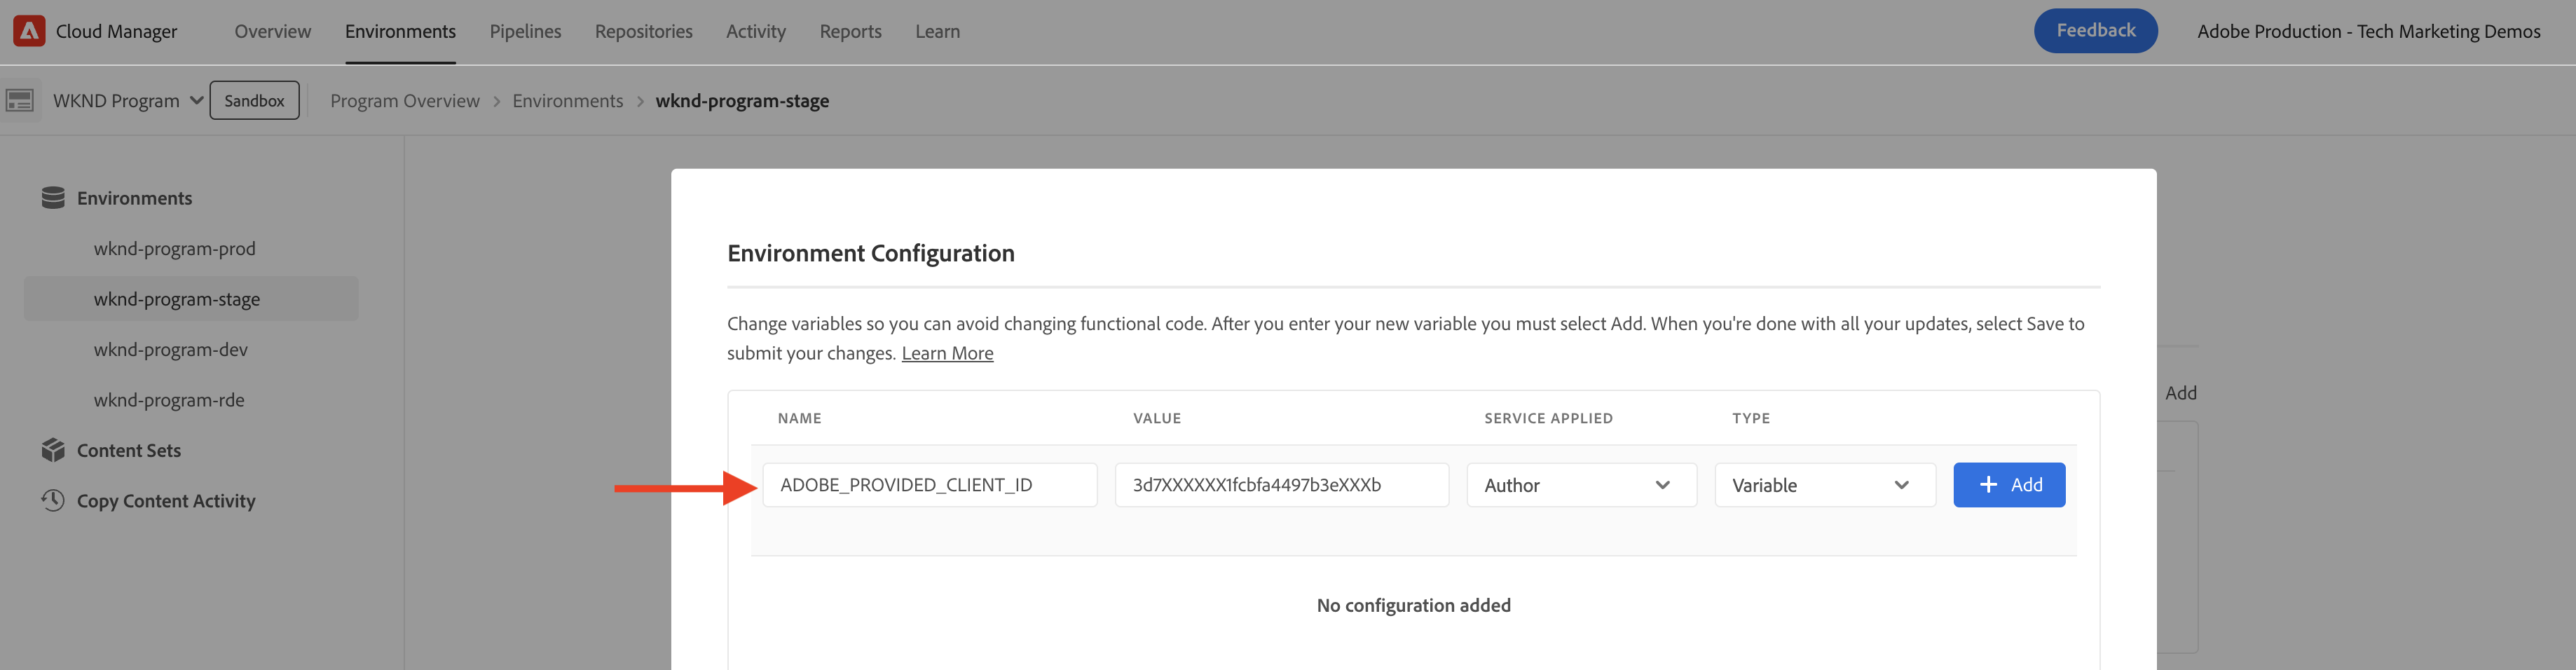 Cloud Manager Overview Environments Pipelines Repositories Activity Reports Learn Feedback Adobe Production - Tech Marketing Demos
WKND Program Sandbox Program Overview > Environments > wknd-program-stage
Environments
wknd-program-prod
wknd-program-stage
wknd-program-dev
wknd-program-rde
Content Sets
Copy Content Activity
Environment Configuration
Change variables so you can avoid changing functional code. After you enter your new variable you must select Add. When you're done with all your updates, select Save to
submit your changes. Learn More
NAME VALUE SERVICE APPLIED TYPE
ADOBE_PROVIDED_CLIENT_ID 3d7XXXXXX1fcbfa4497b3eXXXb Author Variable + Add
No configuration added
Add